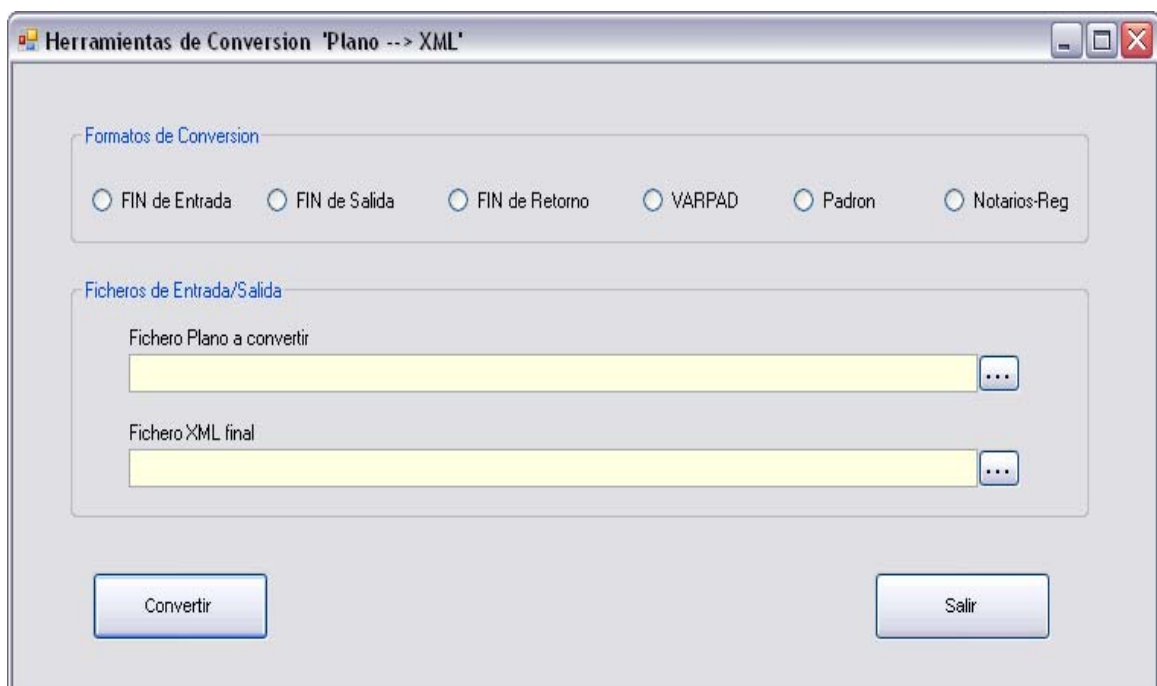 Herramientas de Conversion 'Plano --> XML'
Formatos de Conversion
FIN de Entrada FIN de Salida FIN de Retorno VARPAD Padron Notarios-Reg
Ficheros de Entrada/Salida
Fichero Plano a convertir
...
Fichero XML final
...
Convertir Salir